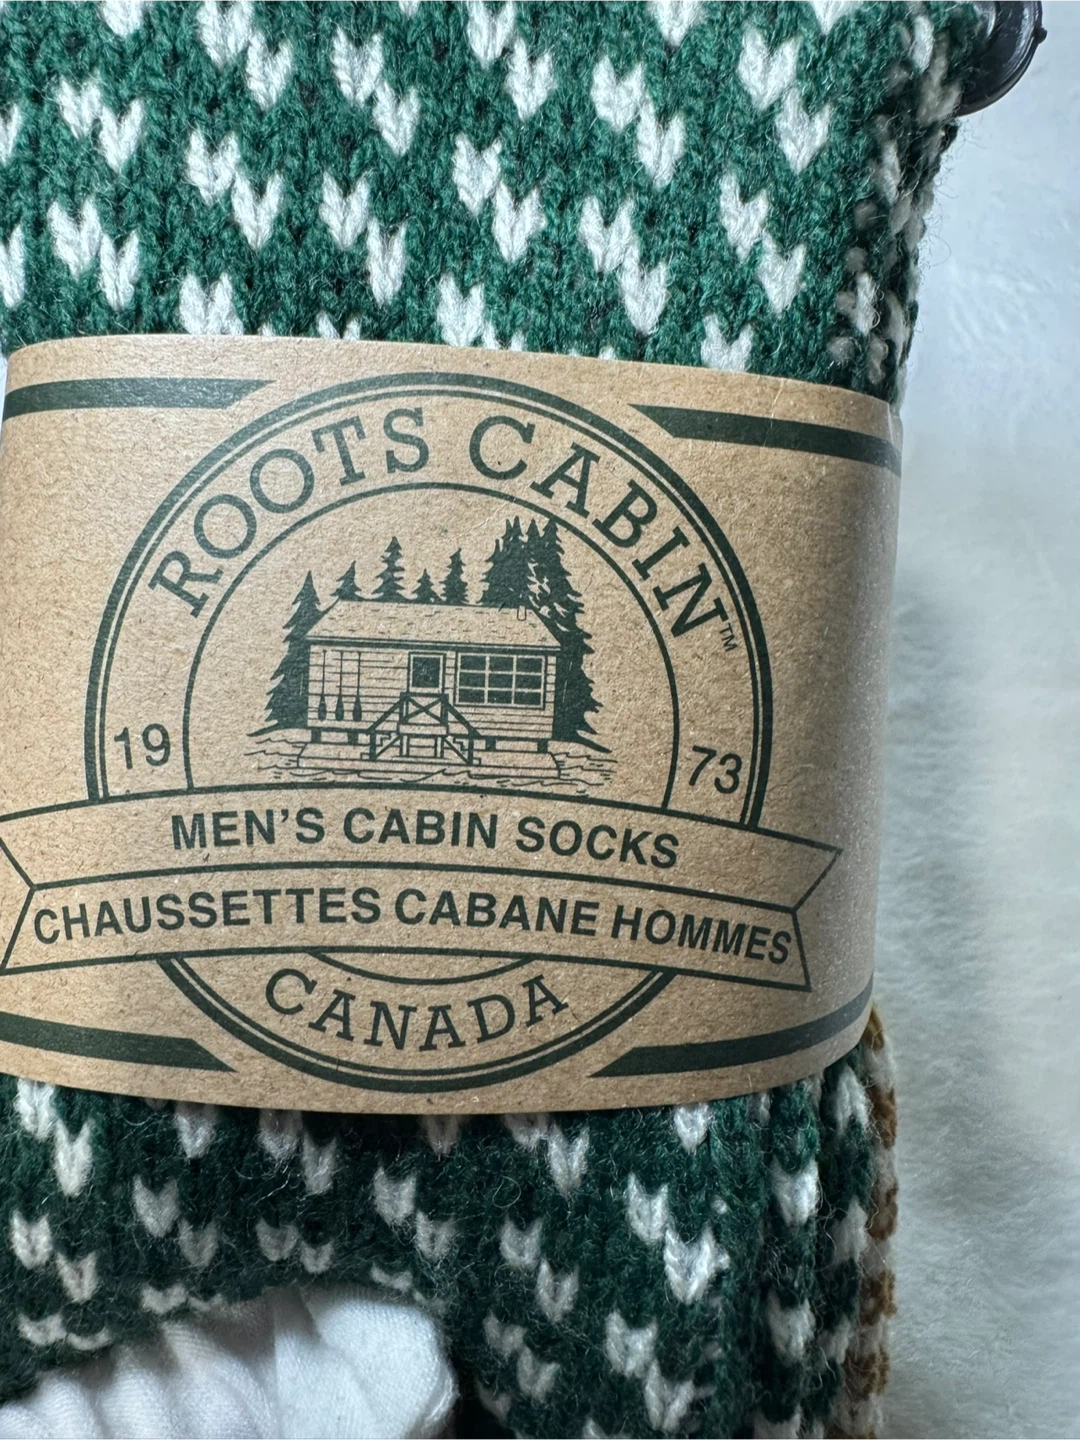 ROOTS CABIN™
19 73
MEN'S CABIN SOCKS
CHAUSSETTES CABANE HOMMES
CANADA